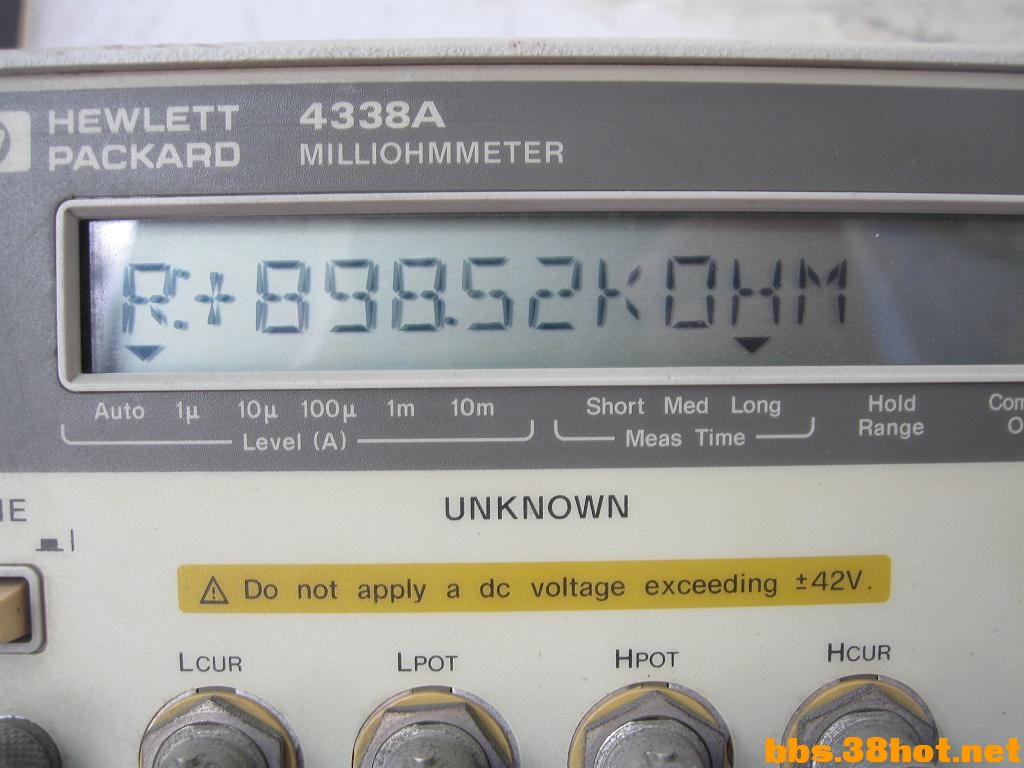 HEWLETT
PACKARD
4338A
MILLIOHMMETER
R:+898.52KOHM
Auto 1µ 10µ 100µ 1m 10m
Level (A)
Short Med Long
Meas Time
Hold
Range
UNKNOWN
⚠ Do not apply a dc voltage exceeding ±42V.
LCUR LPOT HPOT HCUR
bbs.38hot.net